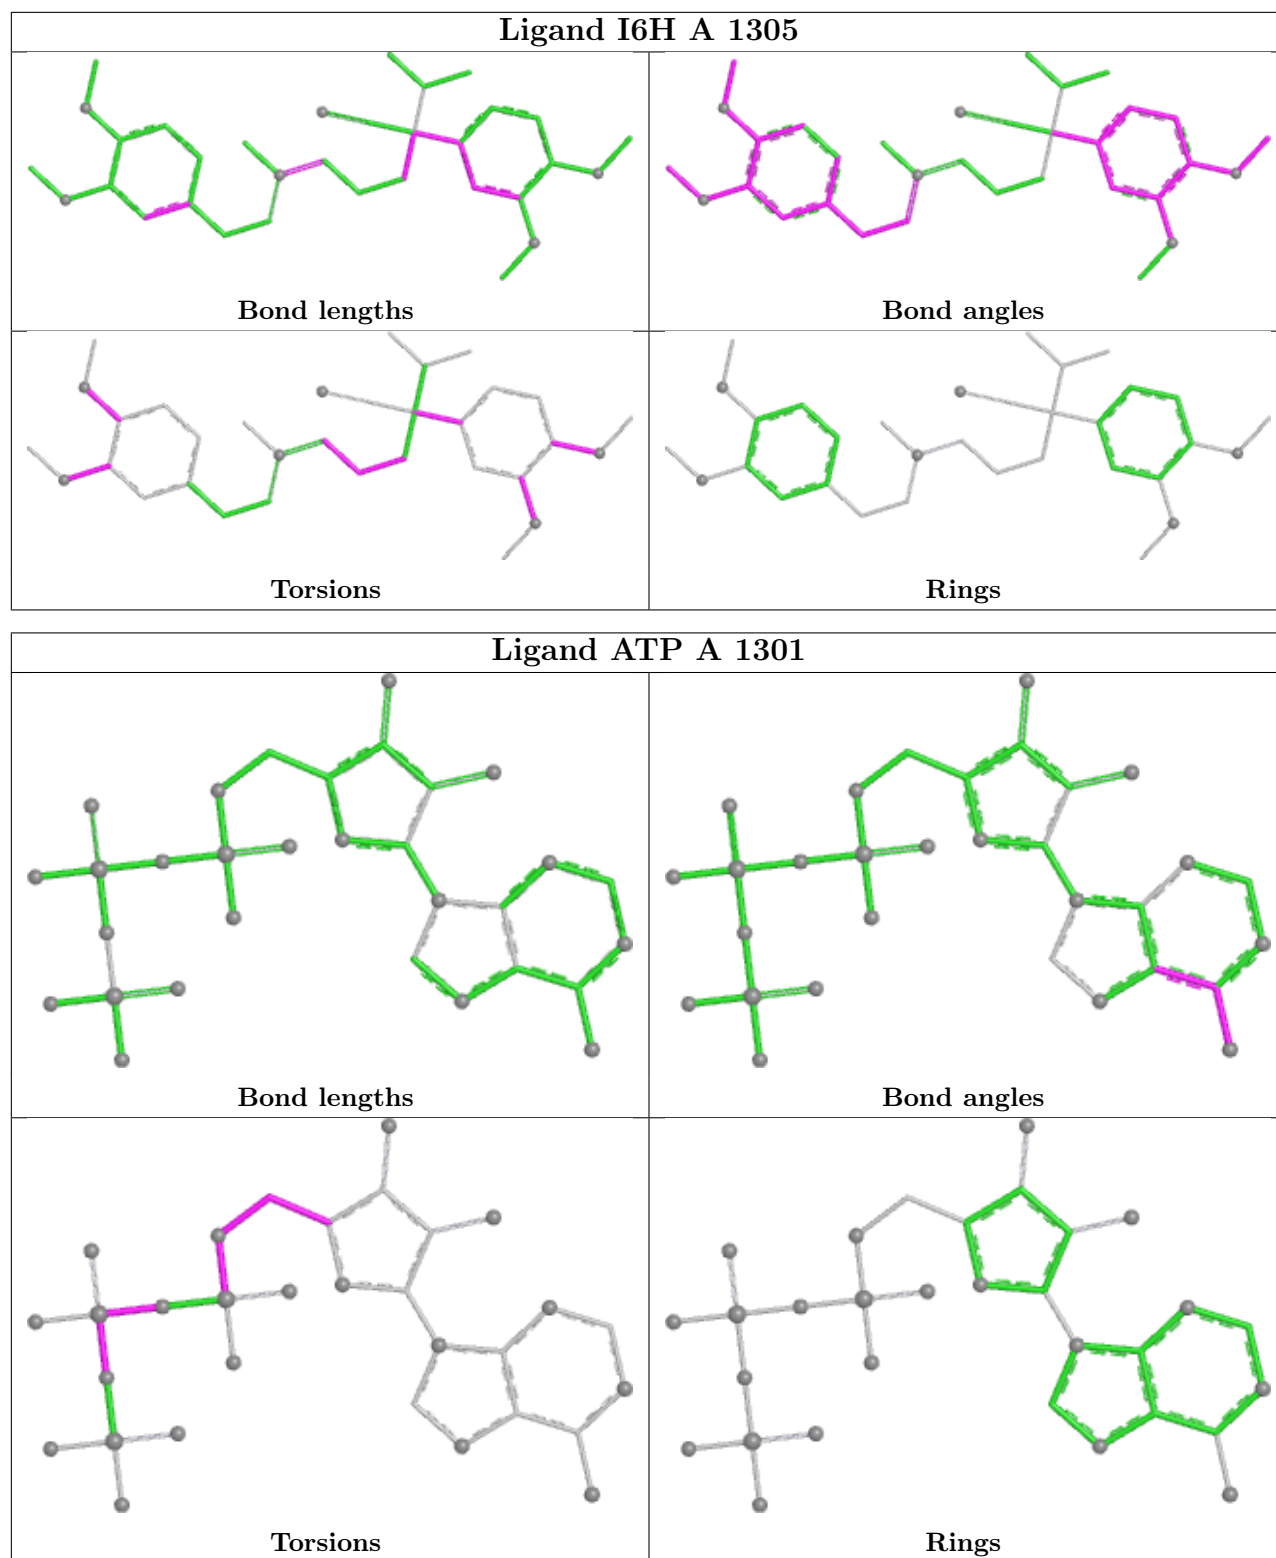 Ligand I6H A 1305
Bond lengths
Bond angles
Torsions
Rings
Ligand ATP A 1301
Bond lengths
Bond angles
Torsions
Rings